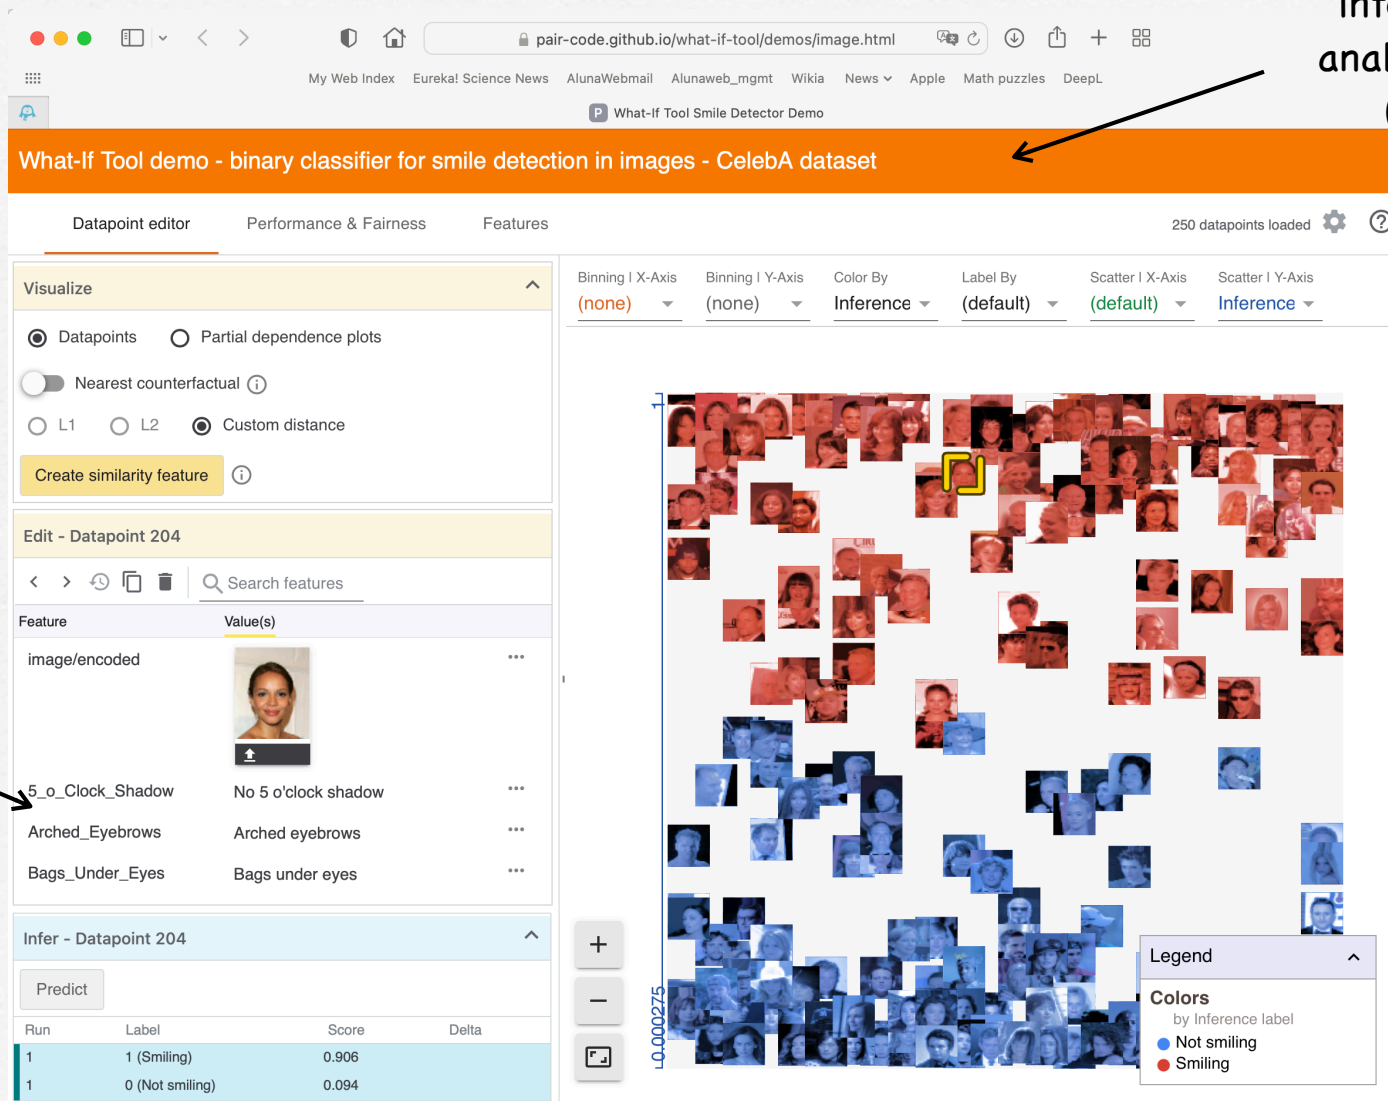 pair-code.github.io/what-if-tool/demos/image.html
My Web Index Eureka! Science News AlunaWebmail Alunaweb_mgmt Wikia News Apple Math puzzles DeepL
P What-If Tool Smile Detector Demo
What-If Tool demo - binary classifier for smile detection in images - CelebA dataset
Datapoint editor Performance & Fairness Features 250 datapoints loaded
Visualize
Datapoints Partial dependence plots
Nearest counterfactual
L1 L2 Custom distance
Create similarity feature
Edit - Datapoint 204
Search features
Feature Value(s)
image/encoded
5_o_Clock_Shadow No 5 o'clock shadow
Arched_Eyebrows Arched eyebrows
Bags_Under_Eyes Bags under eyes
Infer - Datapoint 204
Predict
Run Label Score Delta
1 1 (Smiling) 0.906
1 0 (Not smiling) 0.094
Binning | X-Axis Binning | Y-Axis Color By Label By Scatter | X-Axis Scatter | Y-Axis
(none) (none) Inference (default) (default) Inference
1
0.000275
Legend
Colors
by Inference label
Not smiling
Smiling